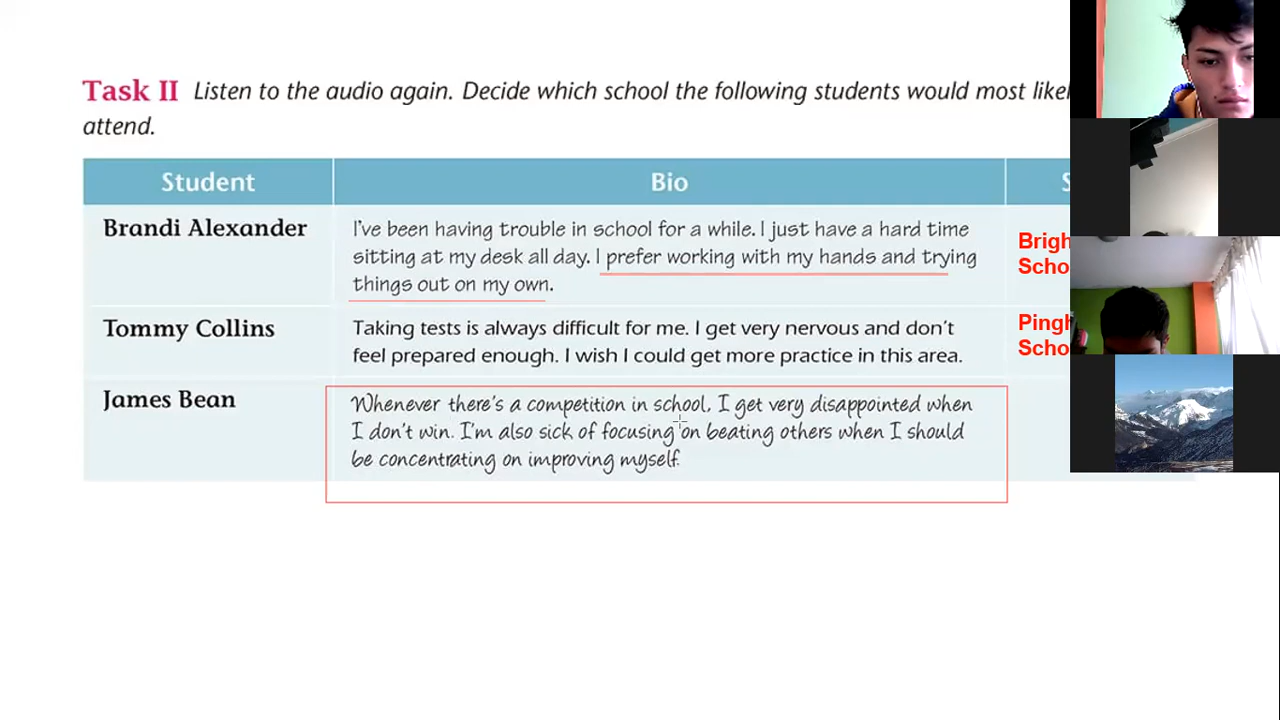 Task II Listen to the audio again. Decide which school the following students would most
attend.
Student
Bio
Brandi Alexander
I've been having trouble in school for a while. I just have a hard time
sitting at my desk all day. I prefer working with my hands and trying
things out on my own.
Tommy Collins
Taking tests is always difficult for me. I get very nervous and don't
feel prepared enough. I wish I could get more practice in this area.
James Bean
Whenever there's a competition in school, I get very disappointed when
I don't win. I'm also sick of focusing on beating others when I should
be concentrating on improving myself.